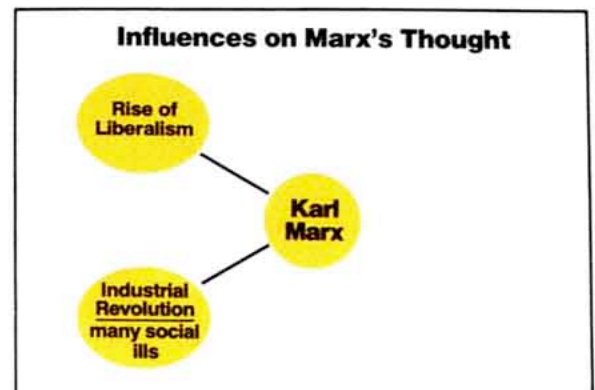 Influences on Marx's Thought
Rise of
Liberalism
Karl
Marx
Industrial
Revolution
many social
ills